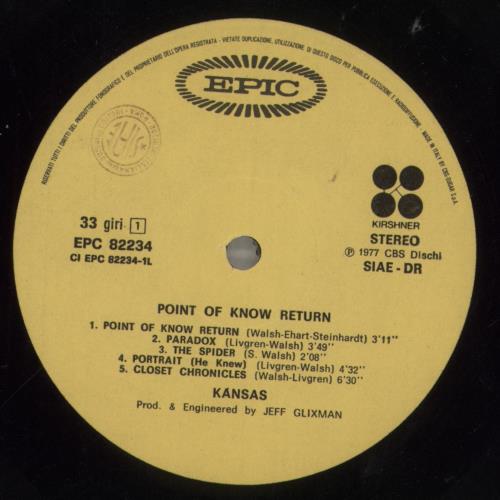 RISERVATI TUTTI I DIRITTI DEL PRODUTTORE FONOGRAFICO E DEL PROPRIETARIO DELL'OPERA REGISTRATA - VIETATE DUPLICAZIONE, UTILIZZAZIONE DI QUESTO DISCO PER PUBBLICA ESECUZIONE E RADIODIFFUSIONE - MADE IN ITALY BY CBS-SUGAR S.p.A.
EPIC
33 giri 1
EPC 82234
CI EPC 82234-1L
KIRSHNER
STEREO
℗ 1977 CBS Dischi
SIAE - DR
POINT OF KNOW RETURN
1. POINT OF KNOW RETURN (Walsh-Ehart-Steinhardt) 3'11''
2. PARADOX (Livgren-Walsh) 3'49''
3. THE SPIDER (S. Walsh) 2'08''
4. PORTRAIT (He Knew) (Livgren-Walsh) 4'32''
5. CLOSET CHRONICLES (Walsh-Livgren) 6'30''
KANSAS
Prod. & Engineered by JEFF GLIXMAN